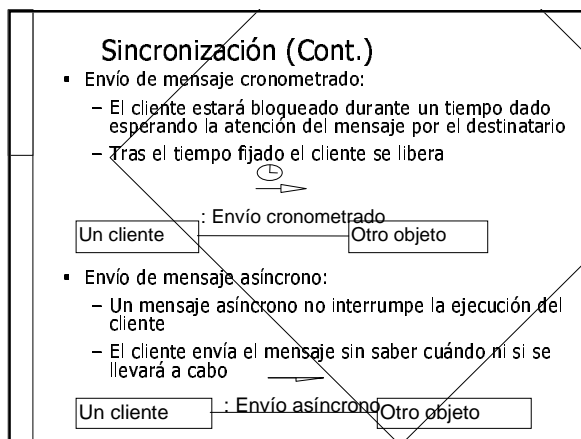 Sincronización (Cont.)
▪ Envío de mensaje cronometrado:
– El cliente estará bloqueado durante un tiempo dado
esperando la atención del mensaje por el destinatario
– Tras el tiempo fijado el cliente se libera
: Envío cronometrado
Un cliente
Otro objeto
▪ Envío de mensaje asíncrono:
– Un mensaje asíncrono no interrumpe la ejecución del
cliente
– El cliente envía el mensaje sin saber cuándo ni si se
llevará a cabo
Un cliente
: Envío asíncrono
Otro objeto